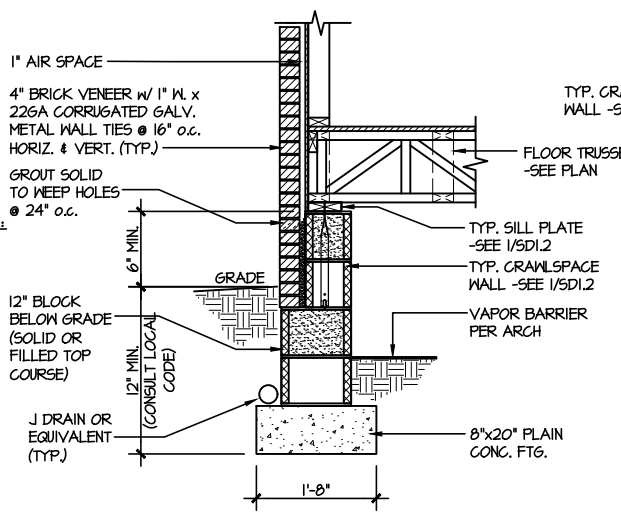 1" AIR SPACE
4" BRICK VENEER w/ 1" W. x
22GA CORRUGATED GALV.
METAL WALL TIES @ 16" o.c.
HORIZ. & VERT. (TYP.)
GROUT SOLID
TO WEEP HOLES
@ 24" o.c.
6" MIN.
GRADE
12" BLOCK
BELOW GRADE
(SOLID OR
FILLED TOP
COURSE)
12" MIN.
(CONSULT LOCAL
CODE)
J DRAIN OR
EQUIVALENT
(TYP.)
1'-8"
WALL -S
FLOOR TRUSSE
-SEE PLAN
TYP. SILL PLATE
-SEE 1/SD1.2
TYP. CRAWLSPACE
WALL -SEE 1/SD1.2
VAPOR BARRIER
PER ARCH
8"x20" PLAIN
CONC. FTG.